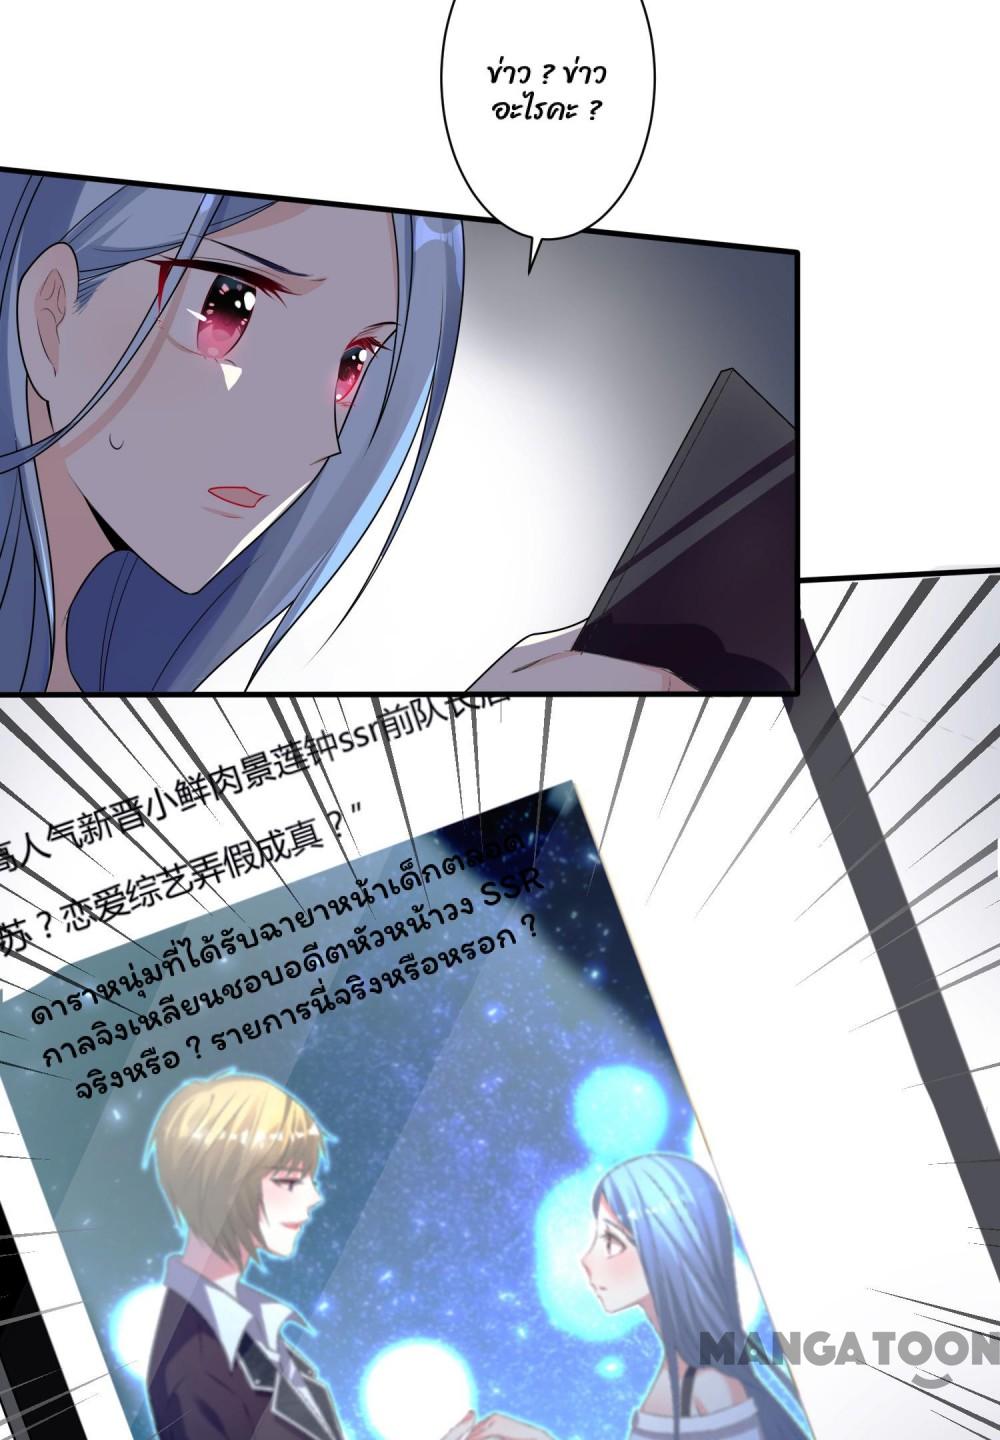 ข่าว ? ข่าว
อะไรคะ ?
高人气新晋小鲜肉景莲钟ssr前队长
苏？恋爱综艺弄假成真？”
ดาราหนุ่มที่ได้รับฉายาหน้าเด็กตลอด
กาลจิงเหลียนชอบอดีตหัวหน้าวง SSR
จริงหรือ ? รายการนี่จริงหรือหรอก ?
MANGATOON